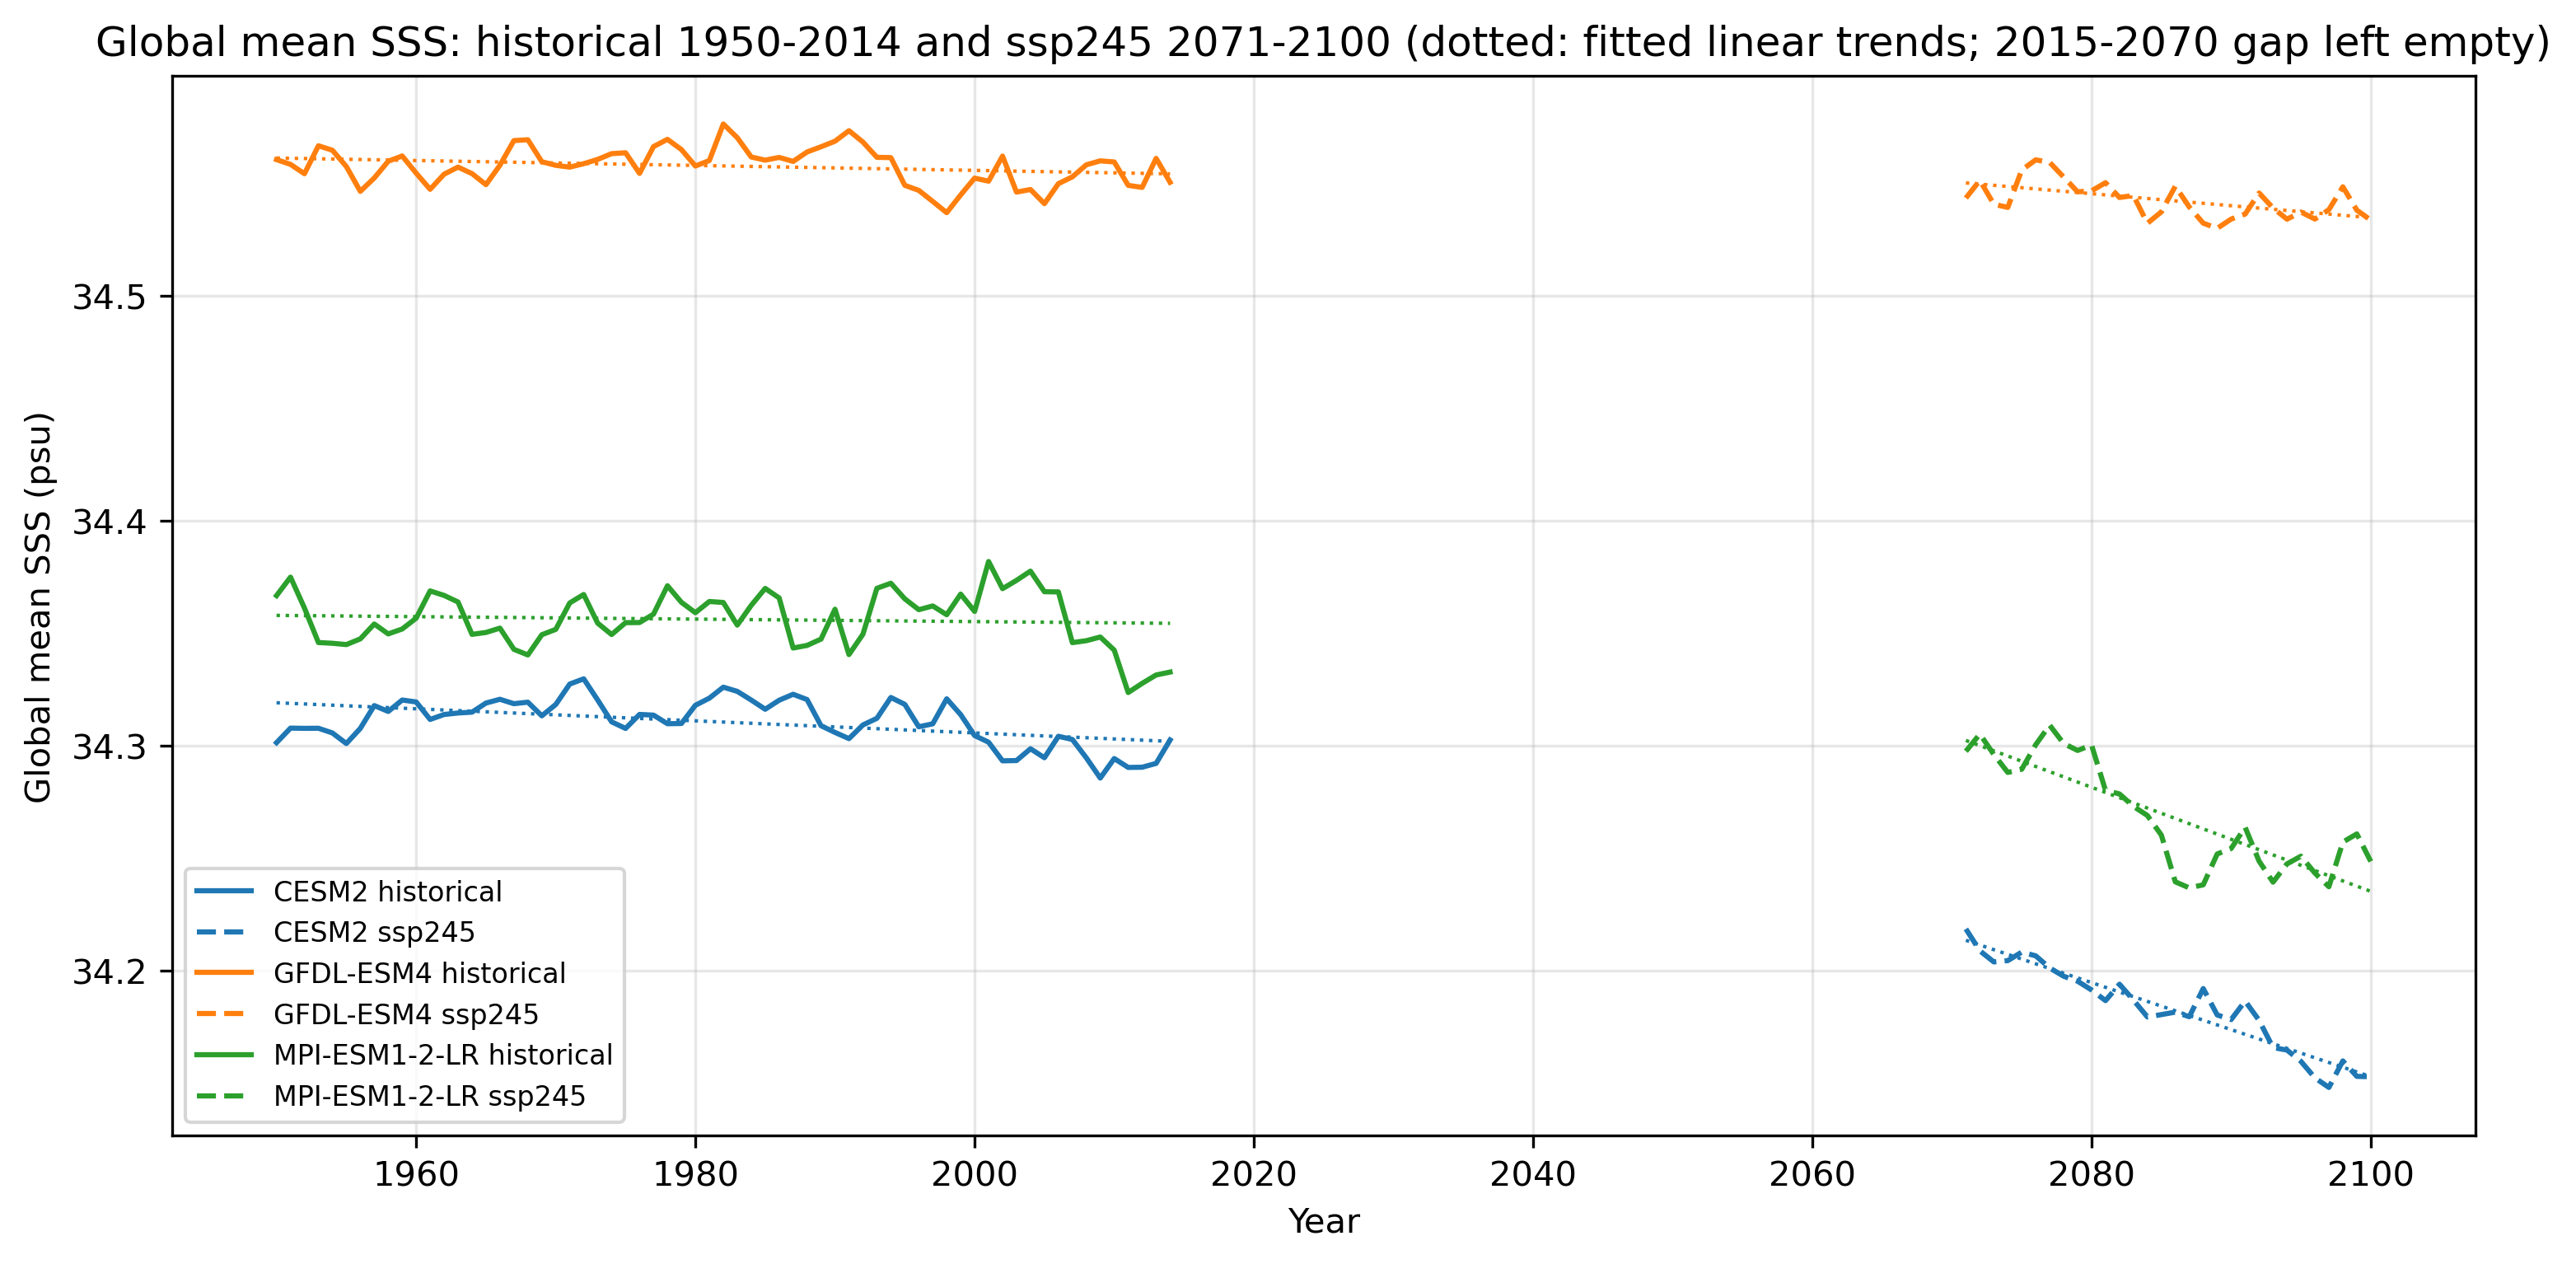 Global mean SSS: historical 1950-2014 and ssp245 2071-2100 (dotted: fitted linear trends; 2015-2070 gap left empty)
Global mean SSS (psu)
34.5
34.4
34.3
34.2
CESM2 historical
CESM2 ssp245
GFDL-ESM4 historical
GFDL-ESM4 ssp245
MPI-ESM1-2-LR historical
MPI-ESM1-2-LR ssp245
1960 1980 2000 2020 2040 2060 2080 2100
Year